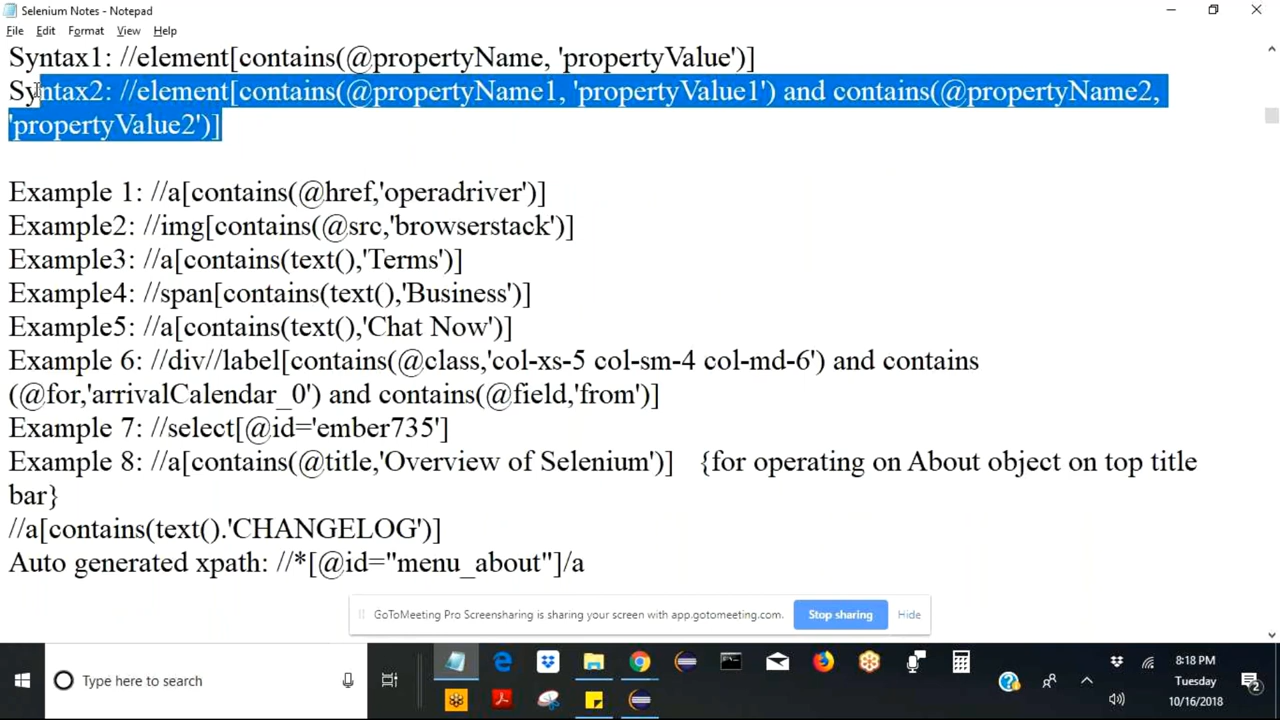 Selenium Notes - Notepad
File Edit Format View Help
Syntax1: //element[contains(@propertyName, 'propertyValue')]
Syntax2: //element[contains(@propertyName1, 'propertyValue1') and contains(@propertyName2,
'propertyValue2')]
Example 1: //a[contains(@href,'operadriver')]
Example2: //img[contains(@src,'browserstack')]
Example3: //a[contains(text(),'Terms')]
Example4: //span[contains(text(),'Business')]
Example5: //a[contains(text(),'Chat Now')]
Example 6: //div//label[contains(@class,'col-xs-5 col-sm-4 col-md-6') and contains
(@for,'arrivalCalendar_0') and contains(@field,'from')]
Example 7: //select[@id='ember735']
Example 8: //a[contains(@title,'Overview of Selenium')] {for operating on About object on top title
bar}
//a[contains(text().'CHANGELOG')]
Auto generated xpath: //*[@id="menu_about"]/a
GoToMeeting Pro Screensharing is sharing your screen with app.gotomeeting.com. Stop sharing Hide
Type here to search
8:18 PM
Tuesday
10/16/2018
2